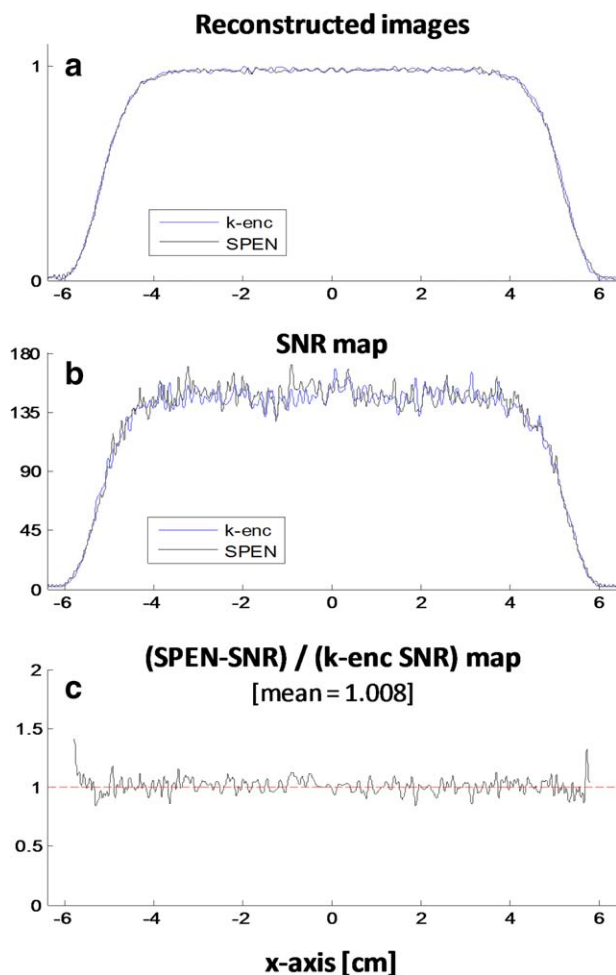 Reconstructed images
a
1
0
k-enc
SPEN
-6 -4 -2 0 2 4 6
SNR map
b
180
135
90
45
0
k-enc
SPEN
-6 -4 -2 0 2 4 6
(SPEN-SNR) / (k-enc SNR) map
[mean = 1.008]
c
2
1.5
1
0.5
0
-6 -4 -2 0 2 4 6
x-axis [cm]